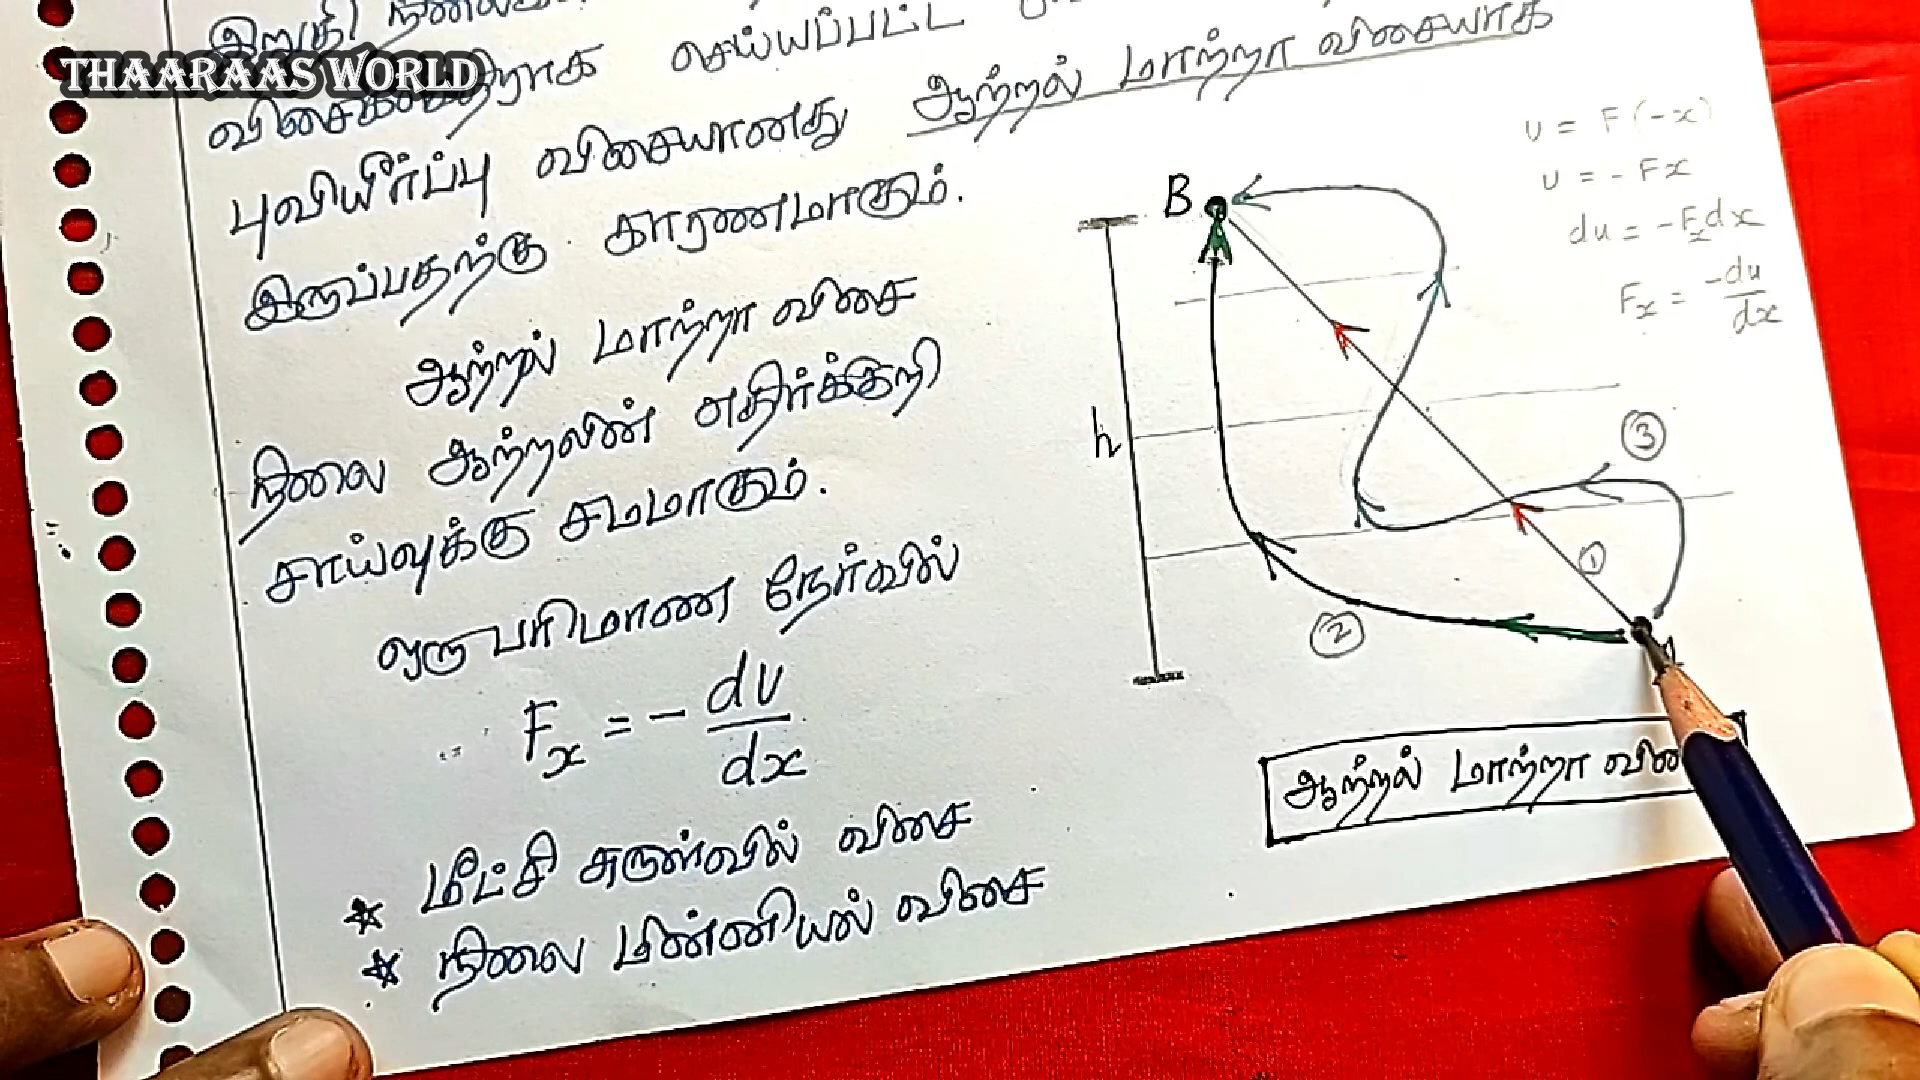 THAARAAS WORLD
இறுதி
விசைக்கெதிராக செய்யப்பட்ட
புவியீர்ப்பு விசையானது ஆற்றல் மாற்றா விசையாக
இருப்பதற்கு காரணமாகும்.
ஆற்றல் மாற்றா விசை
நிலை ஆற்றலின் எதிர்க்குறி
சாய்வுக்கு சமமாகும்.
ஒருபரிமாண நேர்வில்
Fx = - dU/dx
★ மீட்சி சுருள்வில் விசை
★ நிலை மின்னியல் விசை
U = F(-x)
U = -Fx
du = -Fx dx
Fx = -du/dx
B
h
③
①
②
A
ஆற்றல் மாற்றா